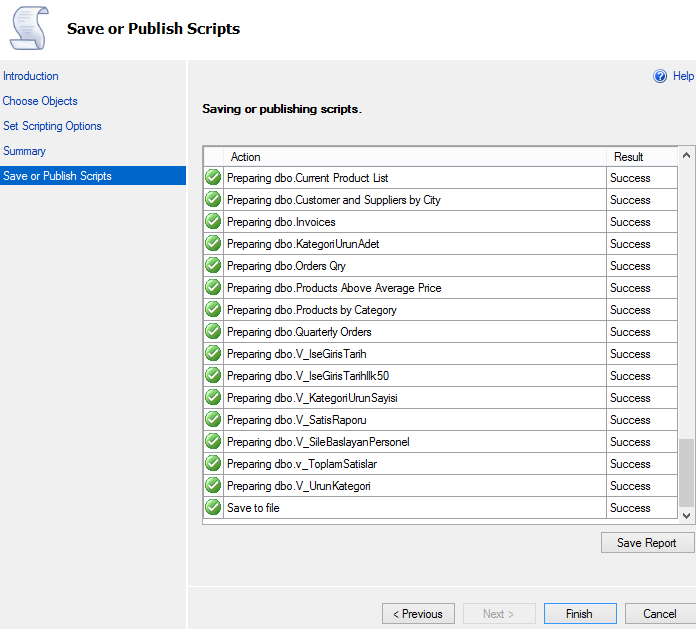 Save or Publish Scripts
Introduction
Choose Objects
Set Scripting Options
Summary
Save or Publish Scripts
Help
Saving or publishing scripts.
Action Result
Preparing dbo.Current Product List Success
Preparing dbo.Customer and Suppliers by City Success
Preparing dbo.Invoices Success
Preparing dbo.KategoriUrunAdet Success
Preparing dbo.Orders Qry Success
Preparing dbo.Products Above Average Price Success
Preparing dbo.Products by Category Success
Preparing dbo.Quarterly Orders Success
Preparing dbo.V_IseGirisTarih Success
Preparing dbo.V_IseGirisTarihIlk50 Success
Preparing dbo.V_KategoriUrunSayisi Success
Preparing dbo.V_SatisRaporu Success
Preparing dbo.V_SileBaslayanPersonel Success
Preparing dbo.v_ToplamSatislar Success
Preparing dbo.V_UrunKategori Success
Save to file Success
Save Report
< Previous Next > Finish Cancel